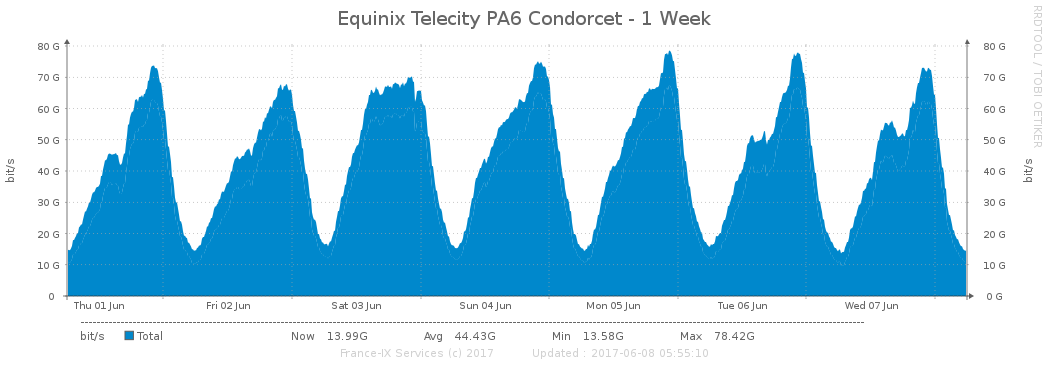 Equinix Telecity PA6 Condorcet - 1 Week
RRDTOOL / TOBI OETIKER
80 G 80 G
70 G 70 G
60 G 60 G
50 G 50 G
40 G 40 G
30 G 30 G
20 G 20 G
10 G 10 G
0 0 G
bit/s
bit/s
Thu 01 Jun Fri 02 Jun Sat 03 Jun Sun 04 Jun Mon 05 Jun Tue 06 Jun Wed 07 Jun
bit/s Total Now 13.99G Avg 44.43G Min 13.58G Max 78.42G
France-IX Services (c) 2017 Updated : 2017-06-08 05:55:10